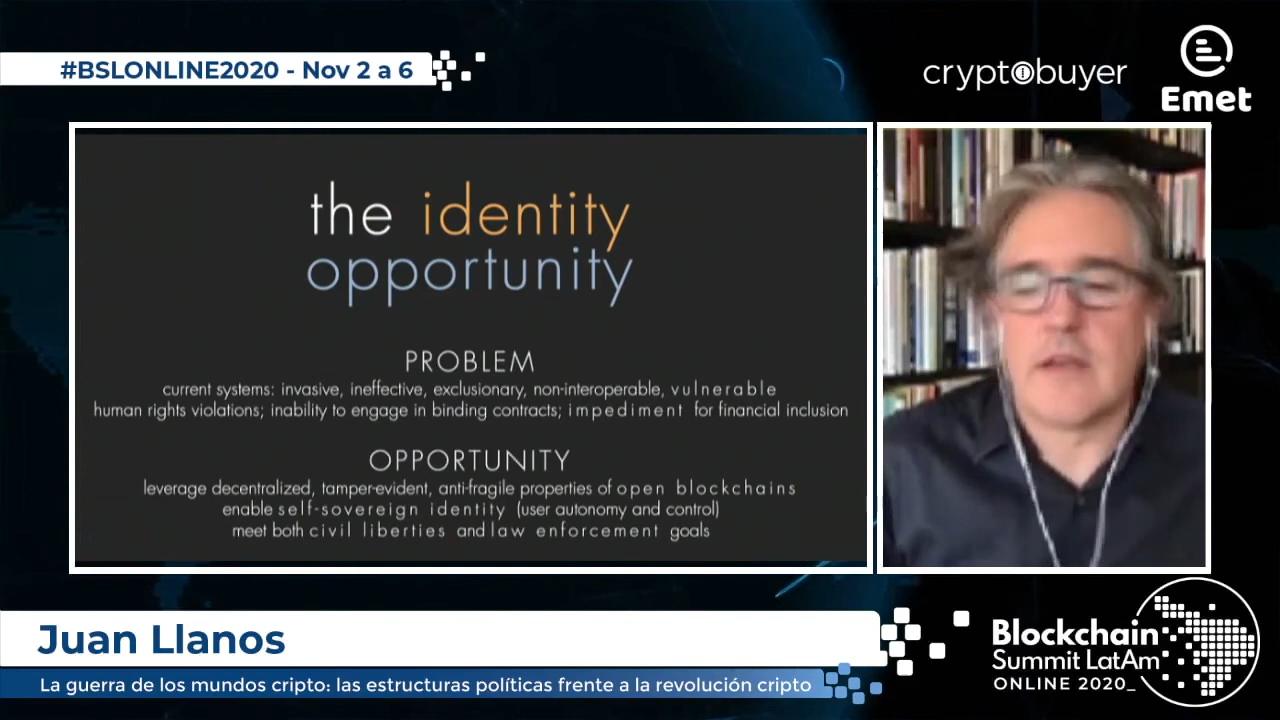 #BSLONLINE2020 - Nov 2 a 6
cryptobuyer
Emet
the identity
opportunity
PROBLEM
current systems: invasive, ineffective, exclusionary, non-interoperable, vulnerable
human rights violations; inability to engage in binding contracts; impediment for financial inclusion
OPPORTUNITY
leverage decentralized, tamper-evident, anti-fragile properties of open blockchains
enable self-sovereign identity (user autonomy and control)
meet both civil liberties and law enforcement goals
Juan Llanos
La guerra de los mundos cripto: las estructuras políticas frente a la revolución cripto
Blockchain
Summit LatAm
ONLINE 2020_